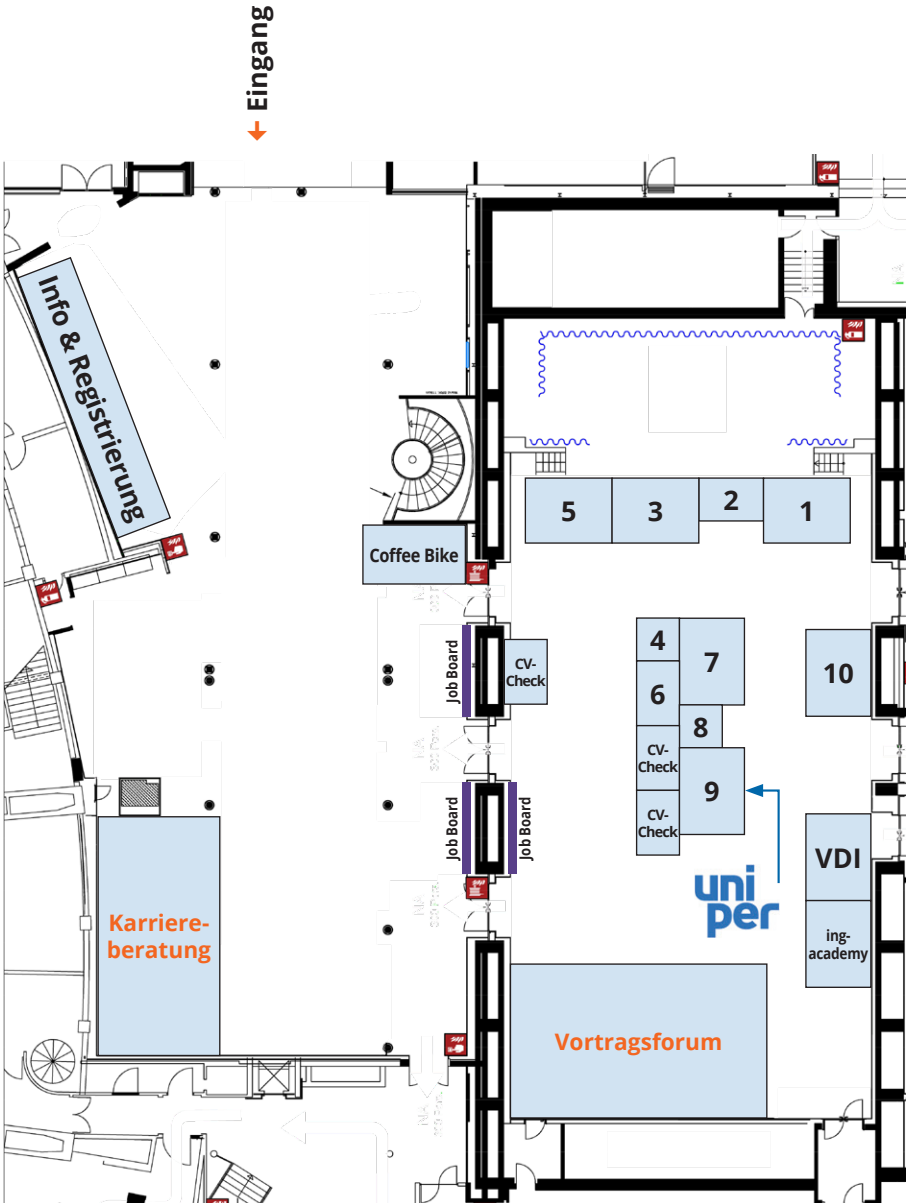 Eingang
Info & Registrierung
5
3
2
1
Coffee Bike
Job Board
CV-
Check
4
7
10
6
8
CV-
Check
9
CV-
Check
Job Board
Job Board
VDI
uni
per
ing-
academy
Karriere-
beratung
Vortragsforum